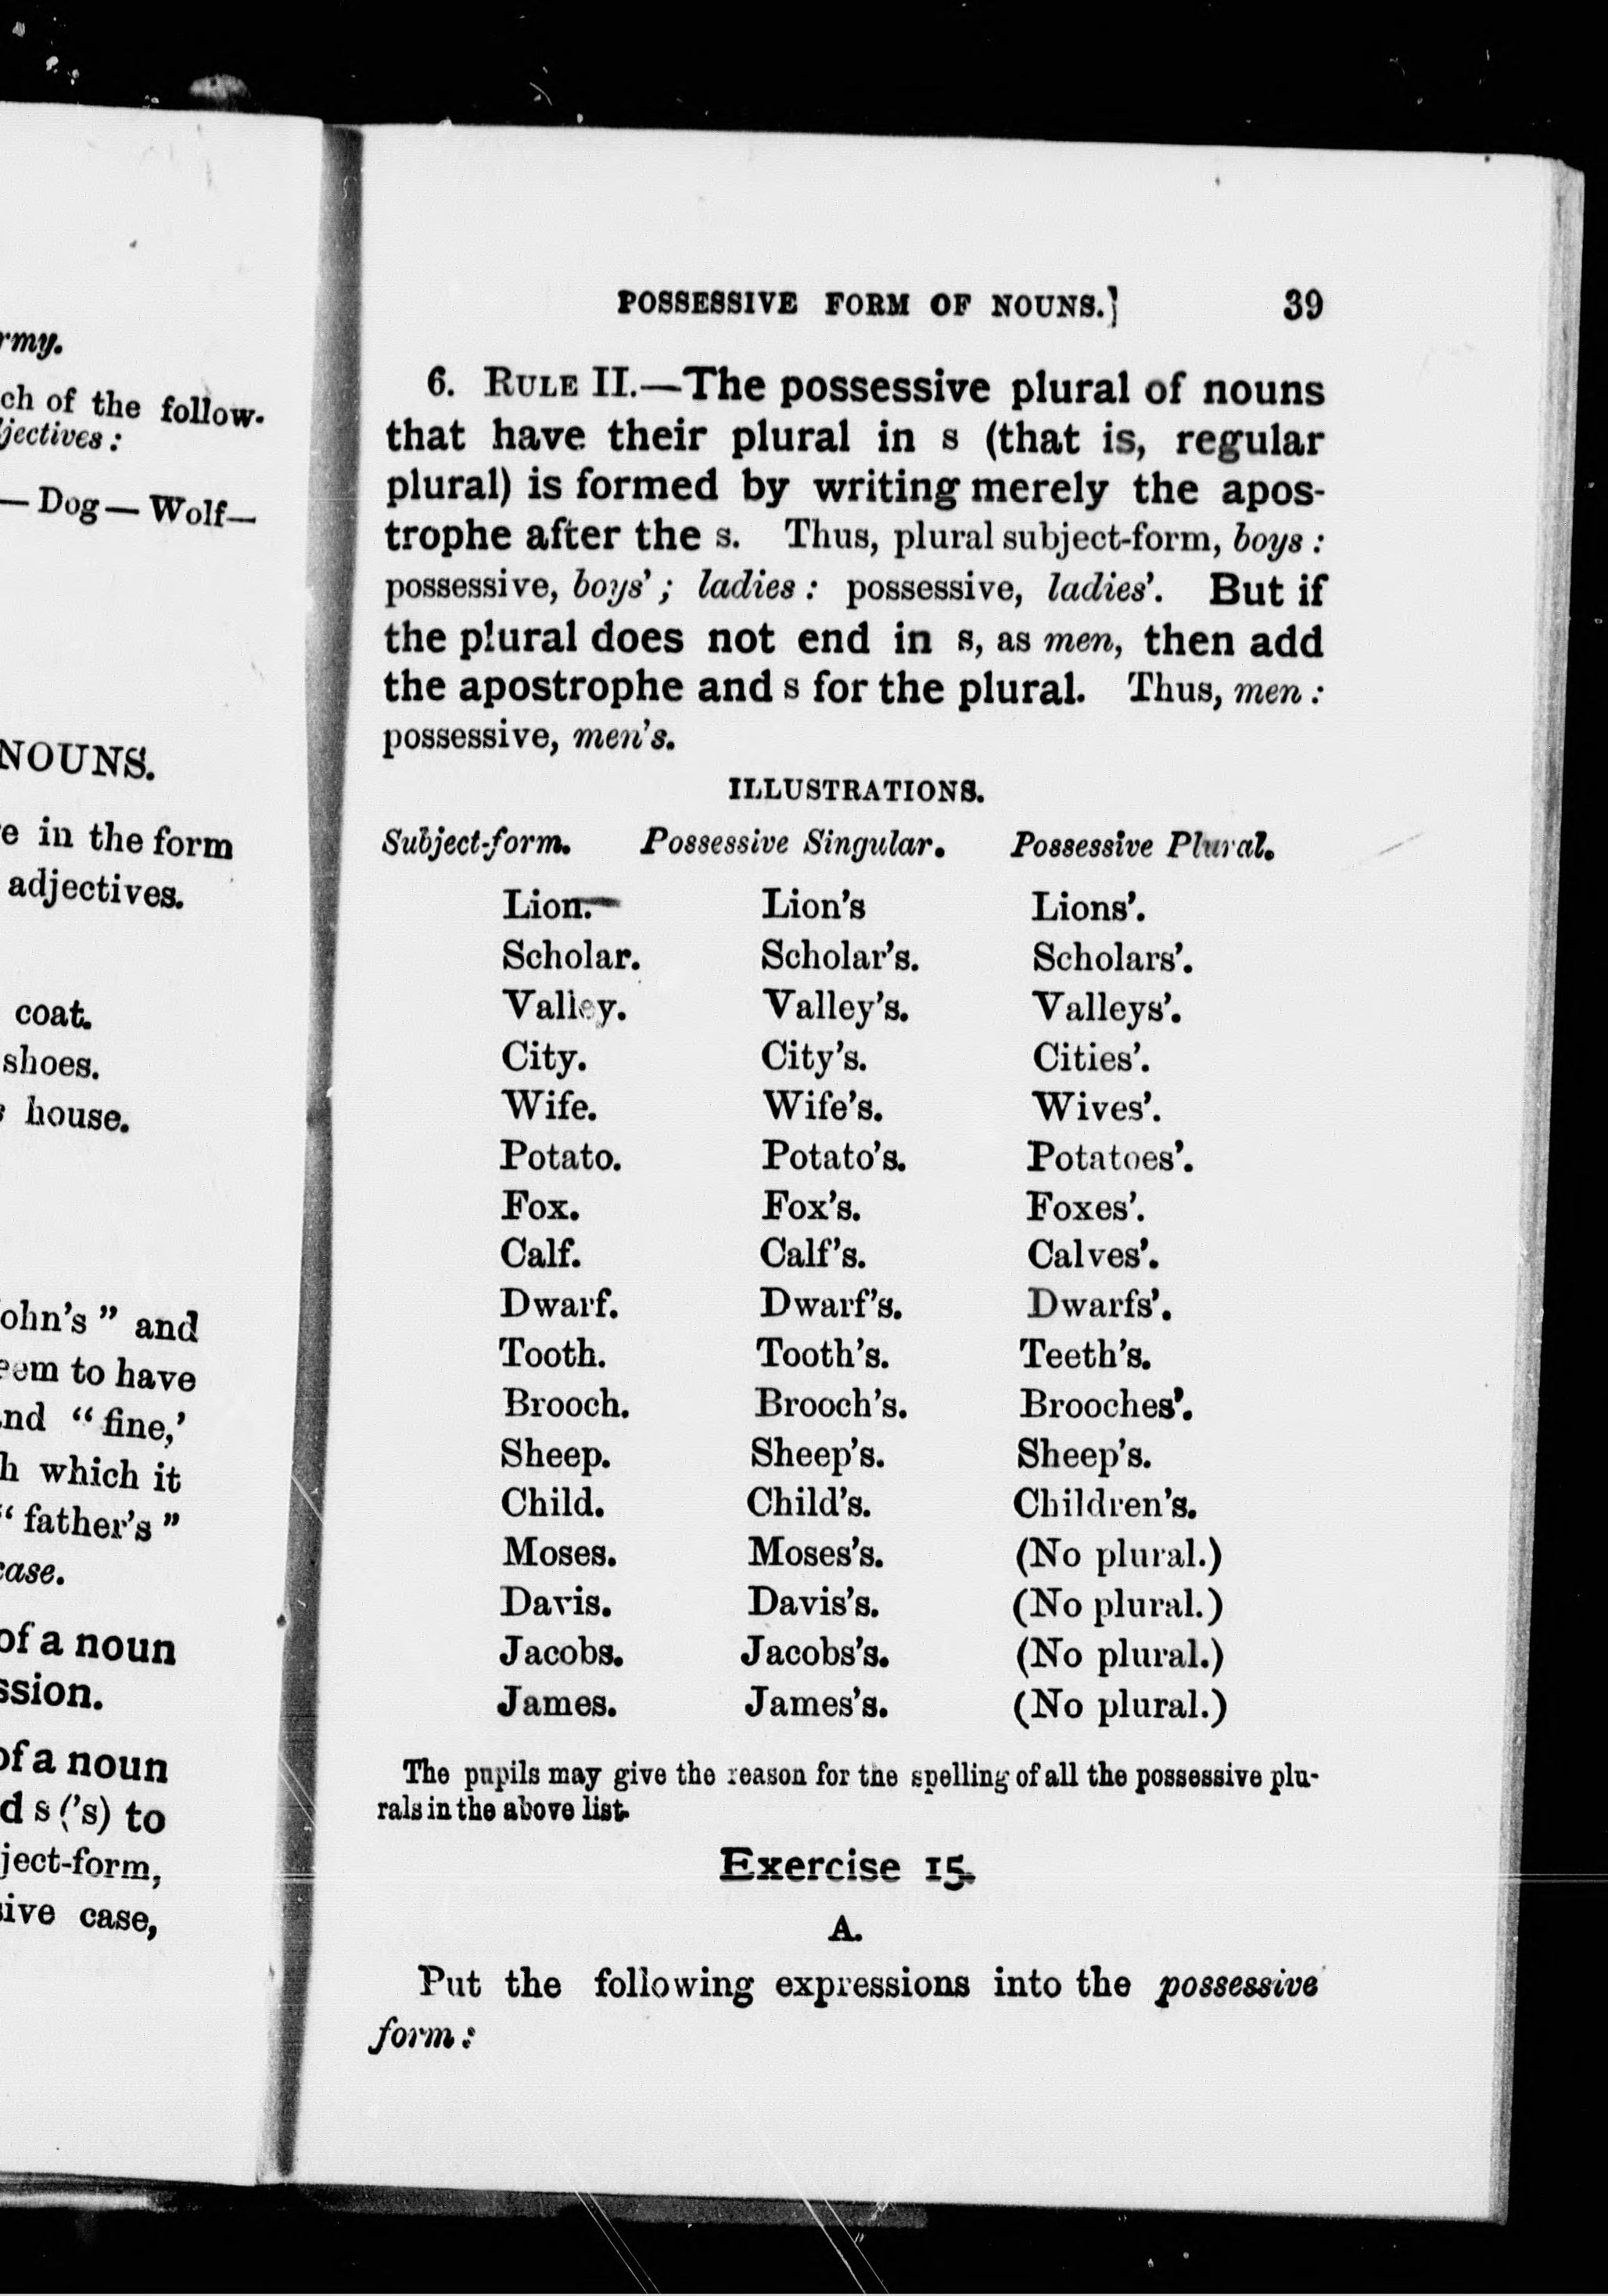 rmy.
ch of the follow-
jectives:
— Dog — Wolf —
NOUNS.
e in the form
adjectives.
coat.
shoes.
house.
ohn's" and
eem to have
nd "fine,'
h which it
"father's"
case.
of a noun
ssion.
of a noun
d s ('s) to
ject-form,
sive case,
POSSESSIVE FORM OF NOUNS.] 39
6. RULE II.—The possessive plural of nouns
that have their plural in s (that is, regular
plural) is formed by writing merely the apos-
trophe after the s. Thus, plural subject-form, boys:
possessive, boys'; ladies: possessive, ladies'. But if
the plural does not end in s, as men, then add
the apostrophe and s for the plural. Thus, men:
possessive, men's.
ILLUSTRATIONS.
Subject-form. Possessive Singular. Possessive Plural.
Lion. Lion's Lions'.
Scholar. Scholar's. Scholars'.
Valley. Valley's. Valleys'.
City. City's. Cities'.
Wife. Wife's. Wives'.
Potato. Potato's. Potatoes'.
Fox. Fox's. Foxes'.
Calf. Calf's. Calves'.
Dwarf. Dwarf's. Dwarfs'.
Tooth. Tooth's. Teeth's.
Brooch. Brooch's. Brooches'.
Sheep. Sheep's. Sheep's.
Child. Child's. Children's.
Moses. Moses's. (No plural.)
Davis. Davis's. (No plural.)
Jacobs. Jacobs's. (No plural.)
James. James's. (No plural.)
The pupils may give the reason for the spelling of all the possessive plu-
rals in the above list.
Exercise 15.
A.
Put the following expressions into the possessive
form: